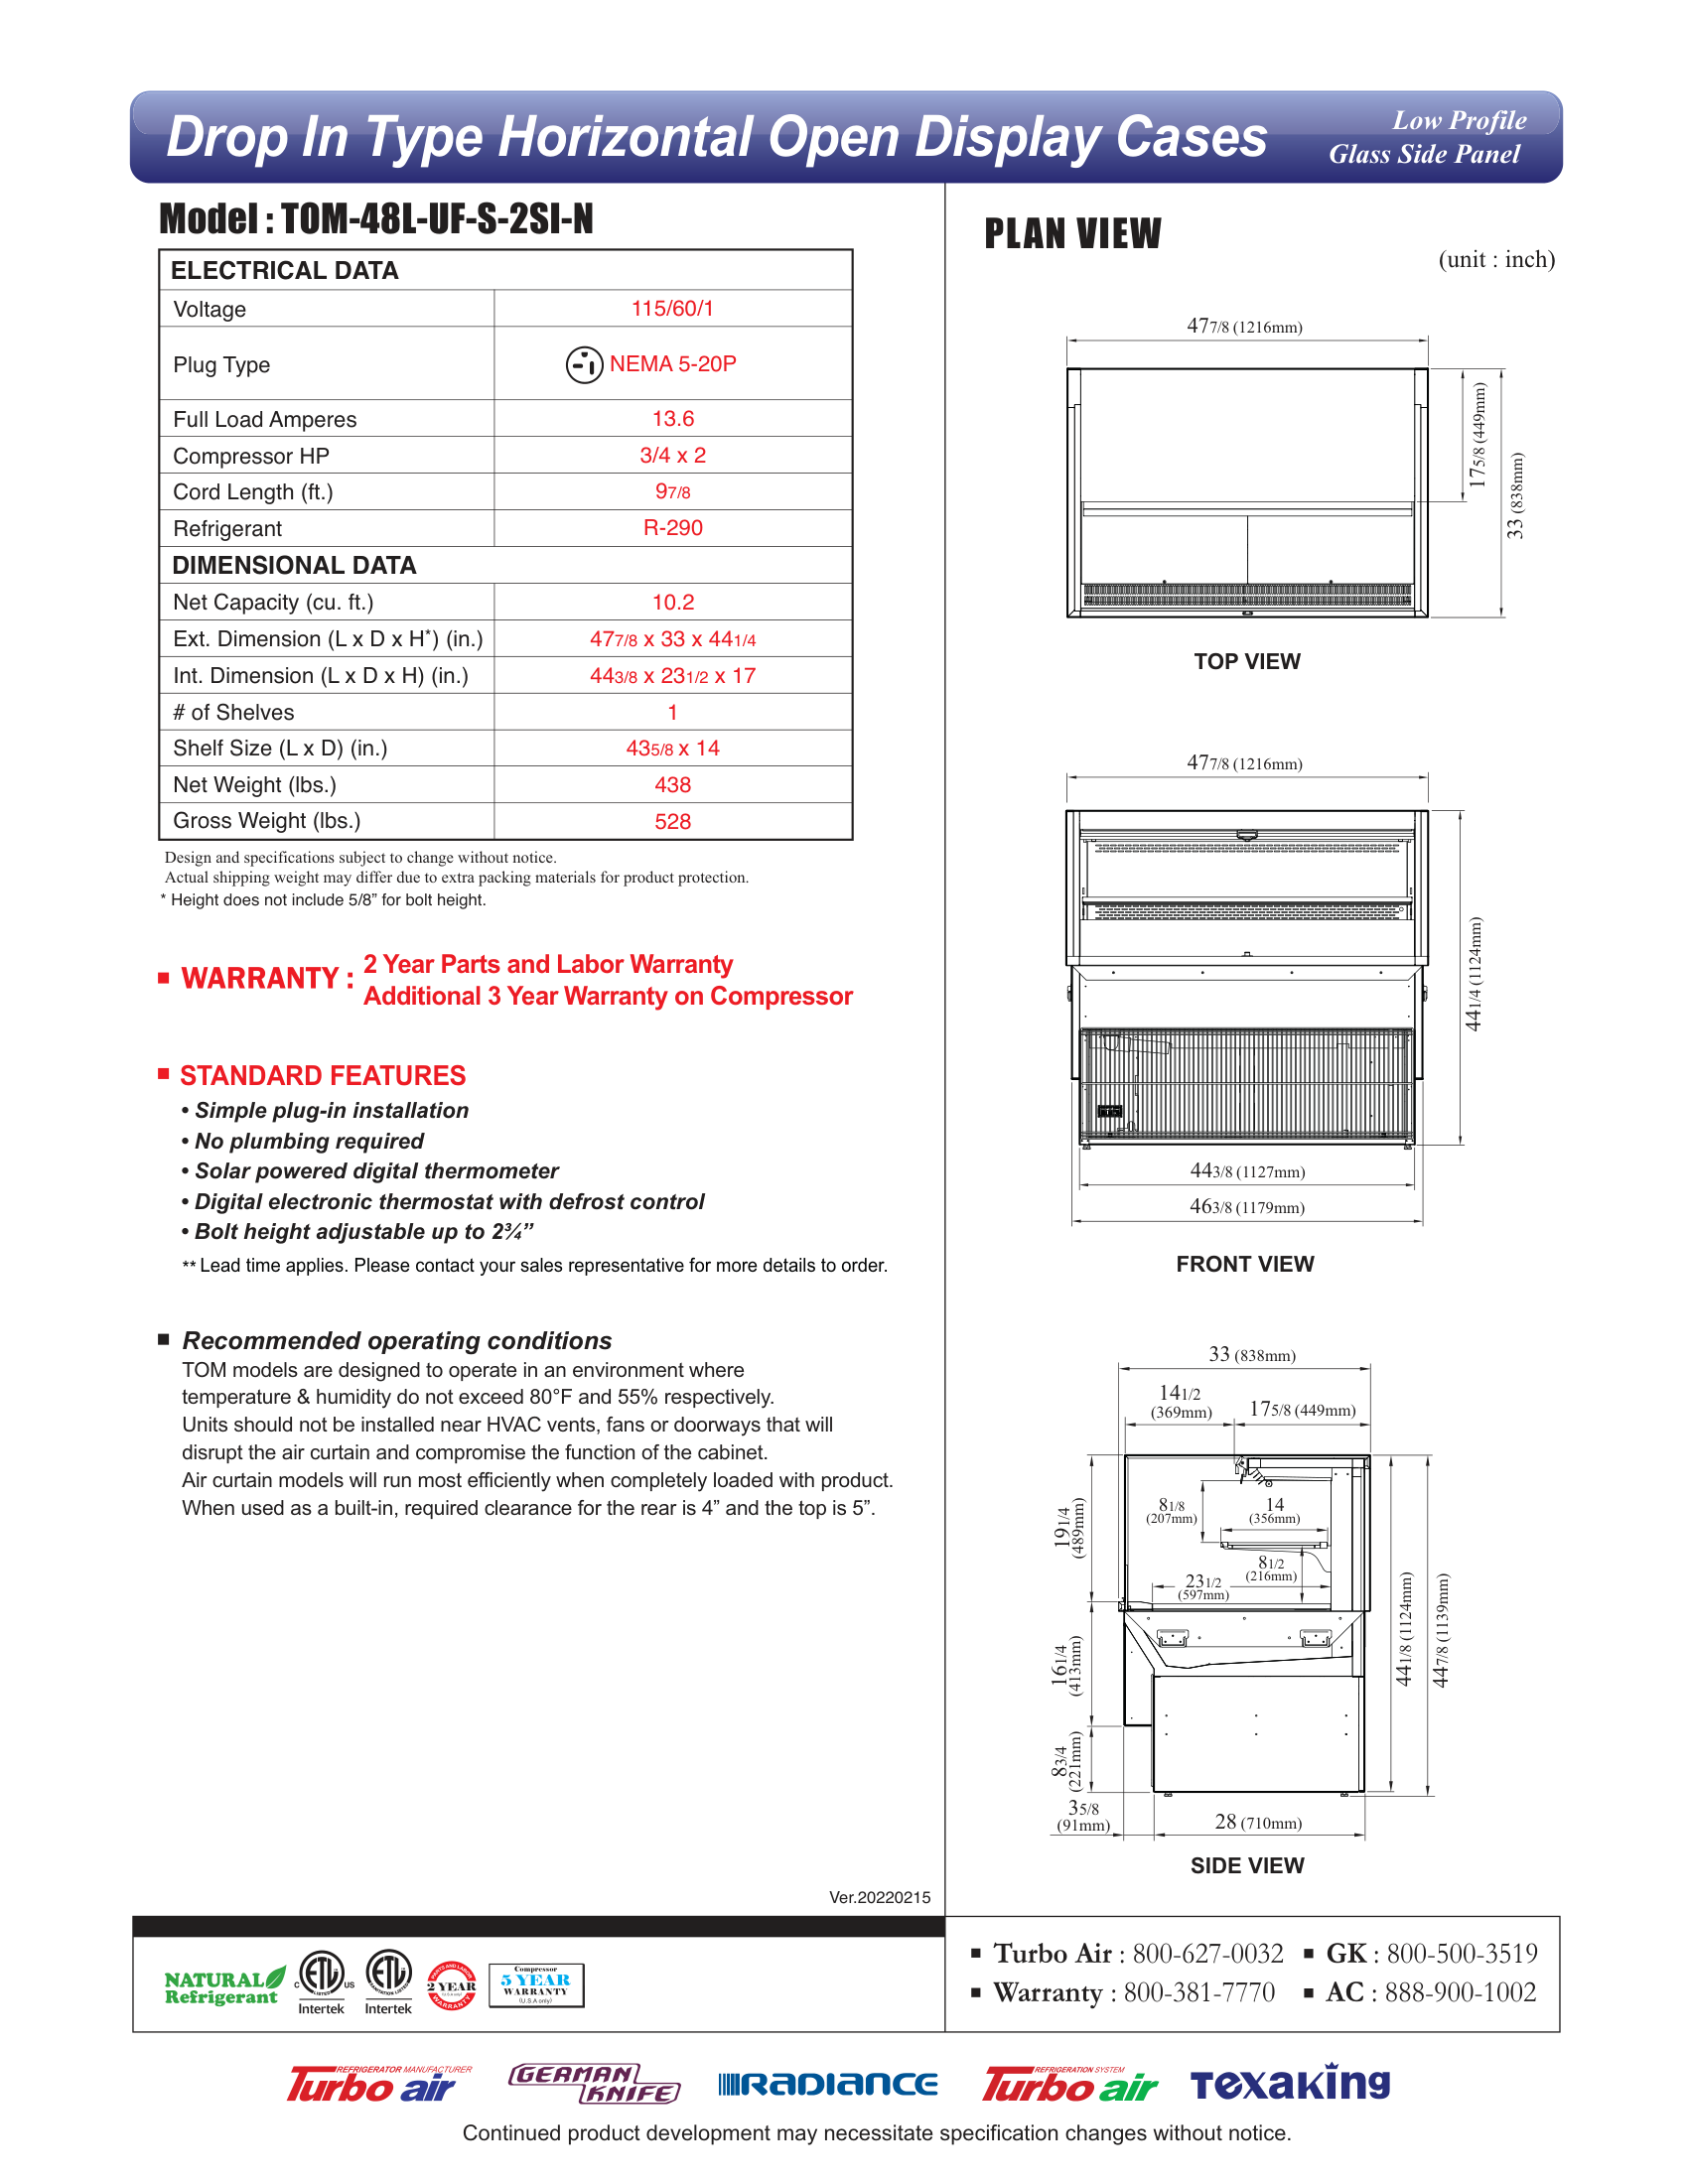 Drop In Type Horizontal Open Display Cases
Low Profile
Glass Side Panel
Model : TOM-48L-UF-S-2SI-N
ELECTRICAL DATA
Voltage 115/60/1
Plug Type NEMA 5-20P
Full Load Amperes 13.6
Compressor HP 3/4 x 2
Cord Length (ft.) 97/8
Refrigerant R-290
DIMENSIONAL DATA
Net Capacity (cu. ft.) 10.2
Ext. Dimension (L x D x H*) (in.) 477/8 x 33 x 441/4
Int. Dimension (L x D x H) (in.) 443/8 x 231/2 x 17
# of Shelves 1
Shelf Size (L x D) (in.) 435/8 x 14
Net Weight (lbs.) 438
Gross Weight (lbs.) 528
Design and specifications subject to change without notice.
Actual shipping weight may differ due to extra packing materials for product protection.
* Height does not include 5/8” for bolt height.
■ WARRANTY : 2 Year Parts and Labor Warranty
Additional 3 Year Warranty on Compressor
■ STANDARD FEATURES
• Simple plug-in installation
• No plumbing required
• Solar powered digital thermometer
• Digital electronic thermostat with defrost control
• Bolt height adjustable up to 2¾”
** Lead time applies. Please contact your sales representative for more details to order.
■ Recommended operating conditions
TOM models are designed to operate in an environment where
temperature & humidity do not exceed 80°F and 55% respectively.
Units should not be installed near HVAC vents, fans or doorways that will
disrupt the air curtain and compromise the function of the cabinet.
Air curtain models will run most efficiently when completely loaded with product.
When used as a built-in, required clearance for the rear is 4” and the top is 5”.
Ver.20220215
PLAN VIEW
(unit : inch)
477/8 (1216mm)
175/8 (449mm)
33 (838mm)
TOP VIEW
477/8 (1216mm)
441/4 (1124mm)
443/8 (1127mm)
463/8 (1179mm)
FRONT VIEW
33 (838mm)
141/2
(369mm)
175/8 (449mm)
191/4
(489mm)
81/8
(207mm)
14
(356mm)
81/2
(216mm)
231/2
(597mm)
161/4
(413mm)
83/4
(221mm)
441/8 (1124mm)
447/8 (1139mm)
35/8
(91mm)
28 (710mm)
SIDE VIEW
NATURAL
Refrigerant
C ETL US
LISTED
Intertek
ETL
SANITATION LISTED
Intertek
PARTS AND LABOR
2 YEAR
WARRANTY
Compressor
5 YEAR
WARRANTY
(U.S.A only)
■ Turbo Air : 800-627-0032 ■ GK : 800-500-3519
■ Warranty : 800-381-7770 ■ AC : 888-900-1002
REFRIGERATOR MANUFACTURER
Turbo air
GERMAN
KNIFE
RADIANCE
REFRIGERATION SYSTEM
Turbo air
TEXAKING
Continued product development may necessitate specification changes without notice.